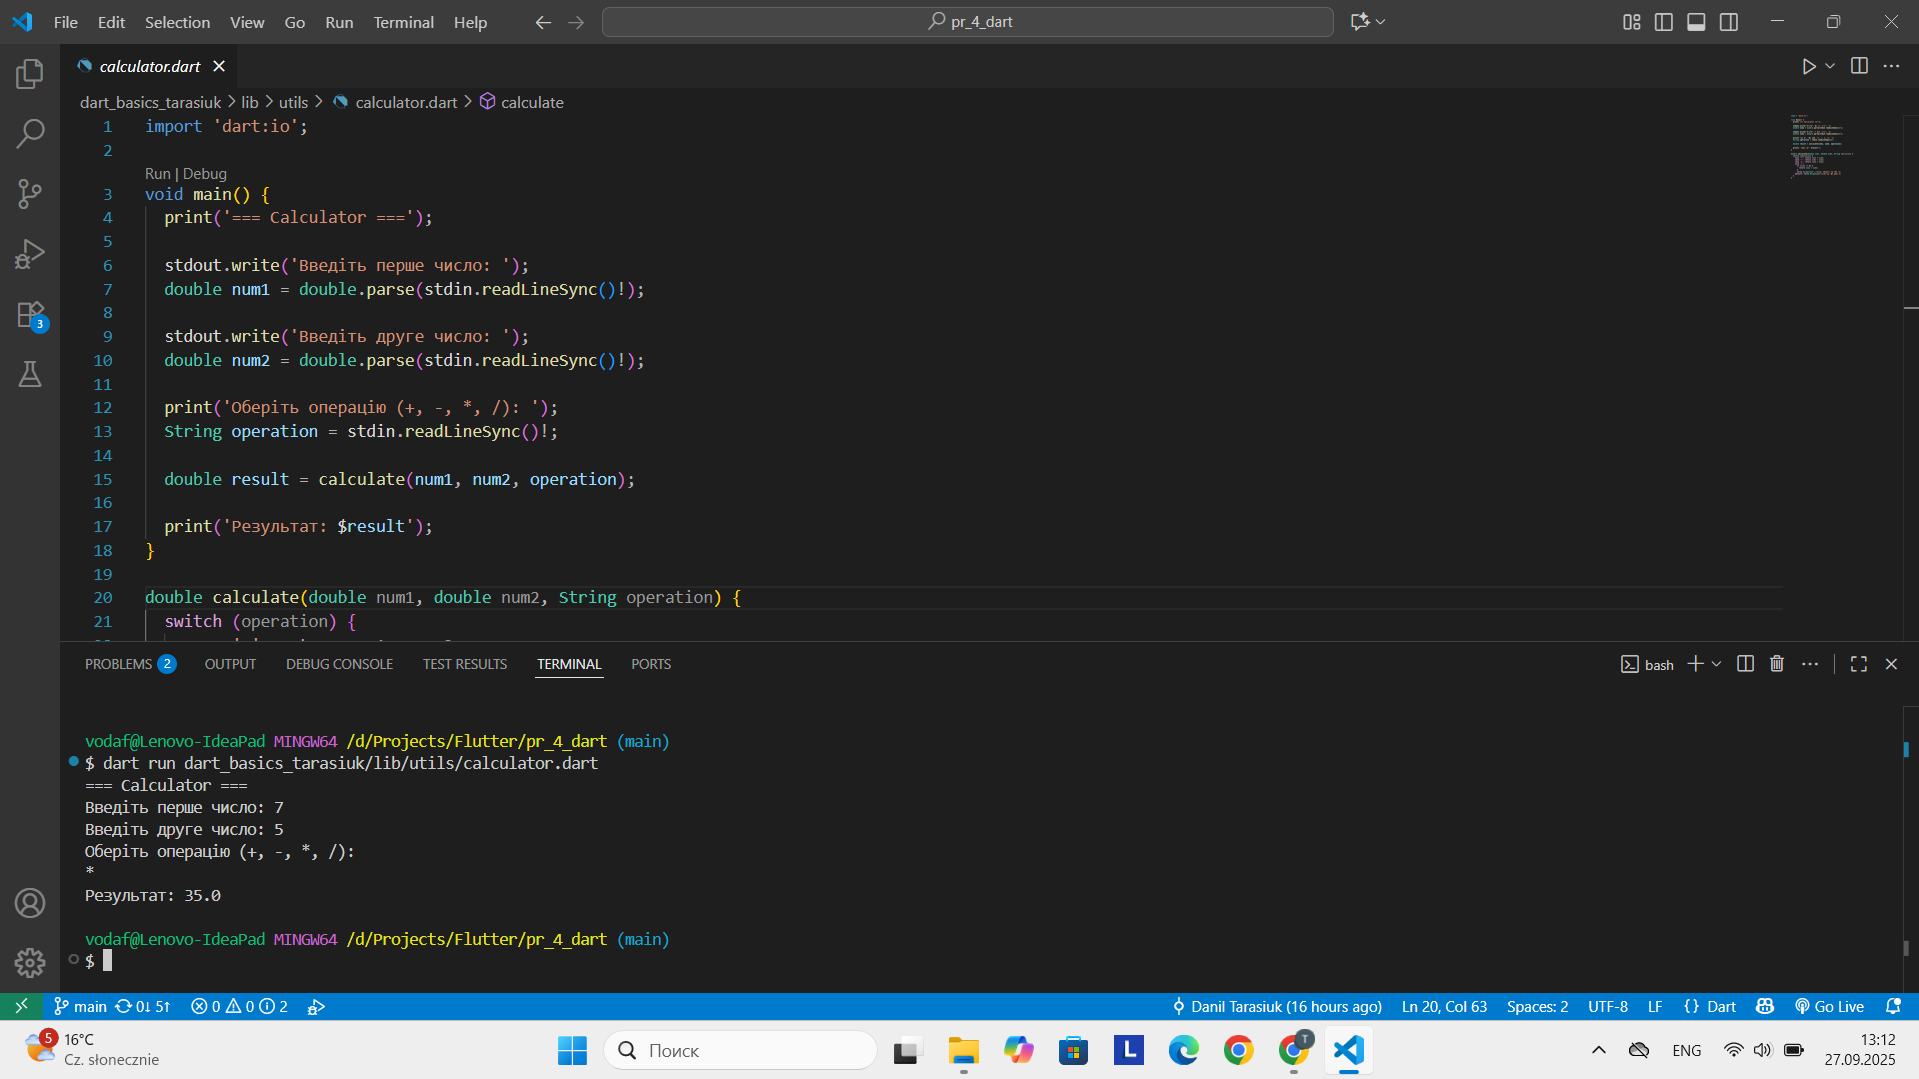 File Edit Selection View Go Run Terminal Help
pr_4_dart
calculator.dart
dart_basics_tarasiuk > lib > utils > calculator.dart > calculate
1 import 'dart:io';
2
Run | Debug
3 void main() {
4 print('=== Calculator ===');
5
6 stdout.write('Введіть перше число: ');
7 double num1 = double.parse(stdin.readLineSync()!);
8
9 stdout.write('Введіть друге число: ');
10 double num2 = double.parse(stdin.readLineSync()!);
11
12 print('Оберіть операцію (+, -, *, /): ');
13 String operation = stdin.readLineSync()!;
14
15 double result = calculate(num1, num2, operation);
16
17 print('Результат: $result');
18 }
19
20 double calculate(double num1, double num2, String operation) {
21 switch (operation) {
3
PROBLEMS 2 OUTPUT DEBUG CONSOLE TEST RESULTS TERMINAL PORTS
bash
vodaf@Lenovo-IdeaPad MINGW64 /d/Projects/Flutter/pr_4_dart (main)
$ dart run dart_basics_tarasiuk/lib/utils/calculator.dart
=== Calculator ===
Введіть перше число: 7
Введіть друге число: 5
Оберіть операцію (+, -, *, /):
*
Результат: 35.0
vodaf@Lenovo-IdeaPad MINGW64 /d/Projects/Flutter/pr_4_dart (main)
$
main 0↓ 5↑ 0 0 2 Danil Tarasiuk (16 hours ago) Ln 20, Col 63 Spaces: 2 UTF-8 LF {} Dart Go Live
5
16°C
Cz. słonecznie
Поиск
L
T
ENG
13:12
27.09.2025